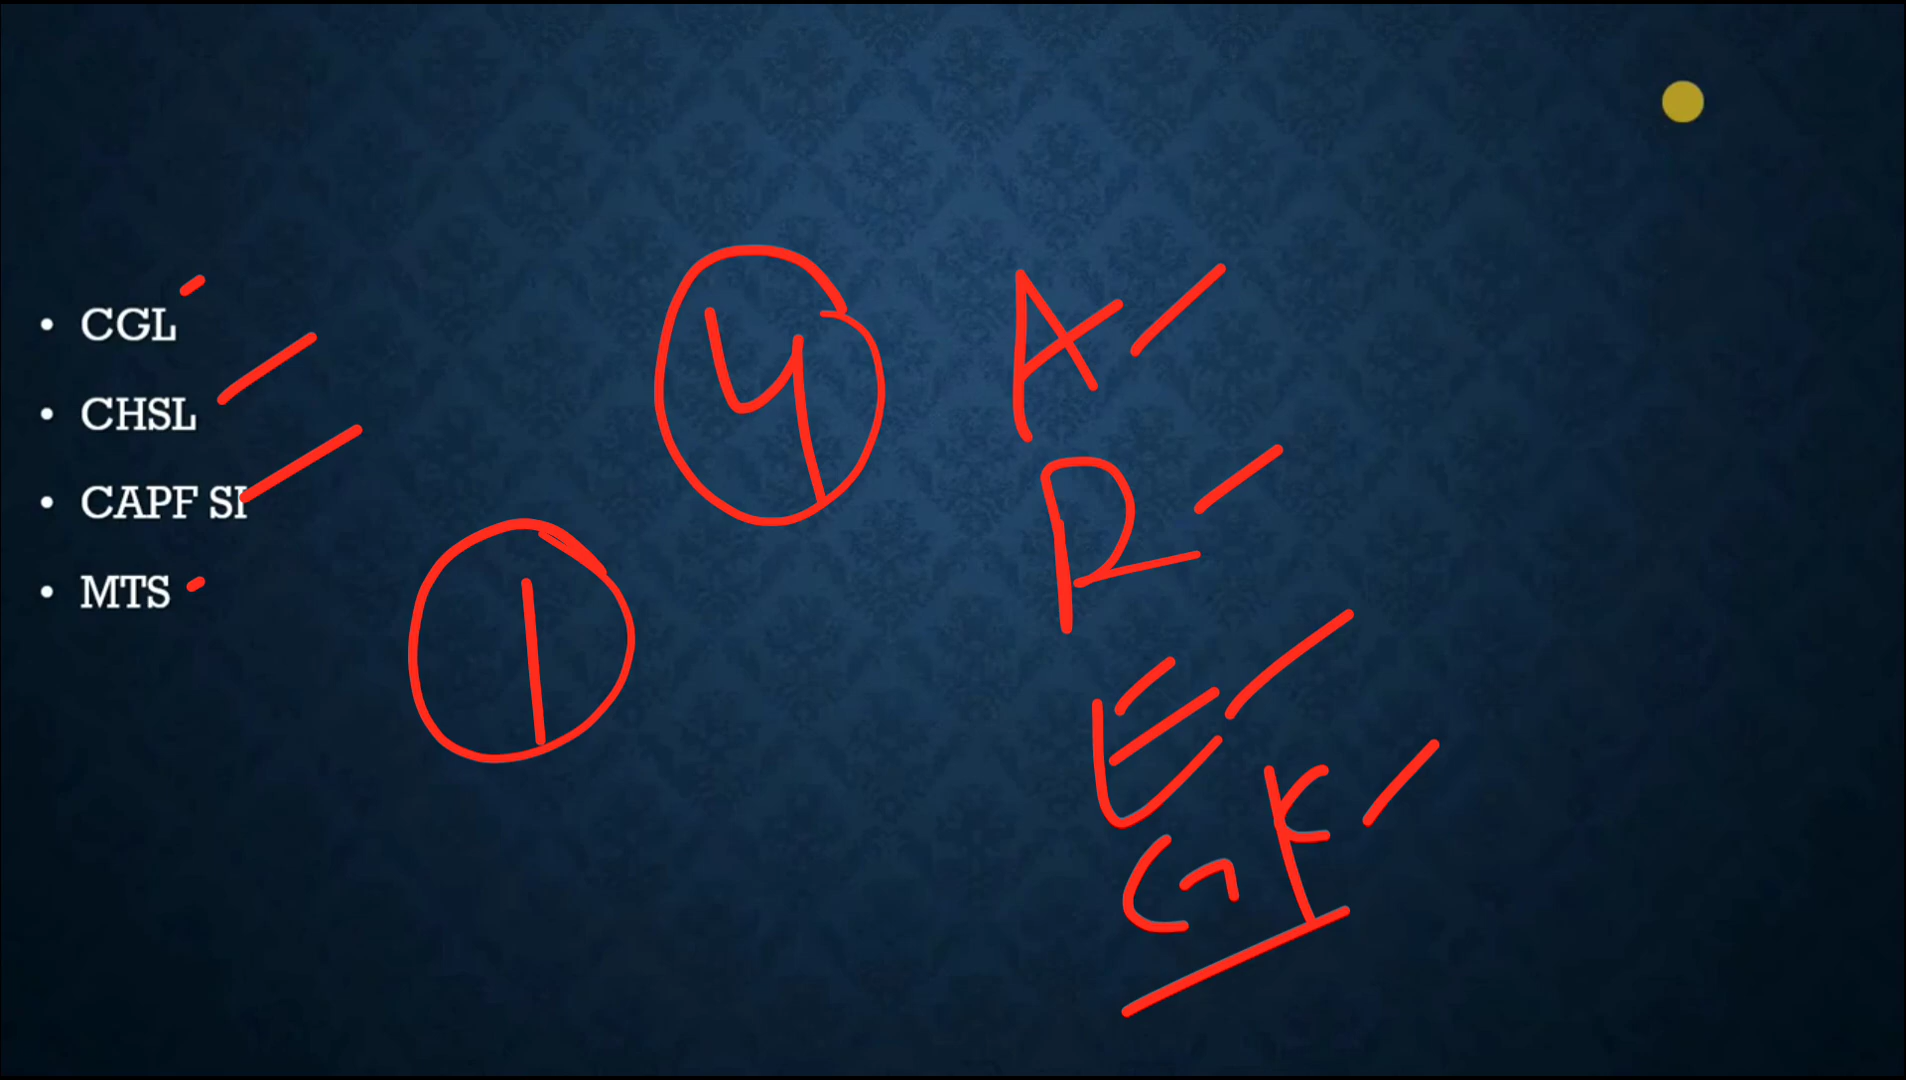 • CGL
• CHSL
• CAPF SI
• MTS
1
4
A
R
E
GK